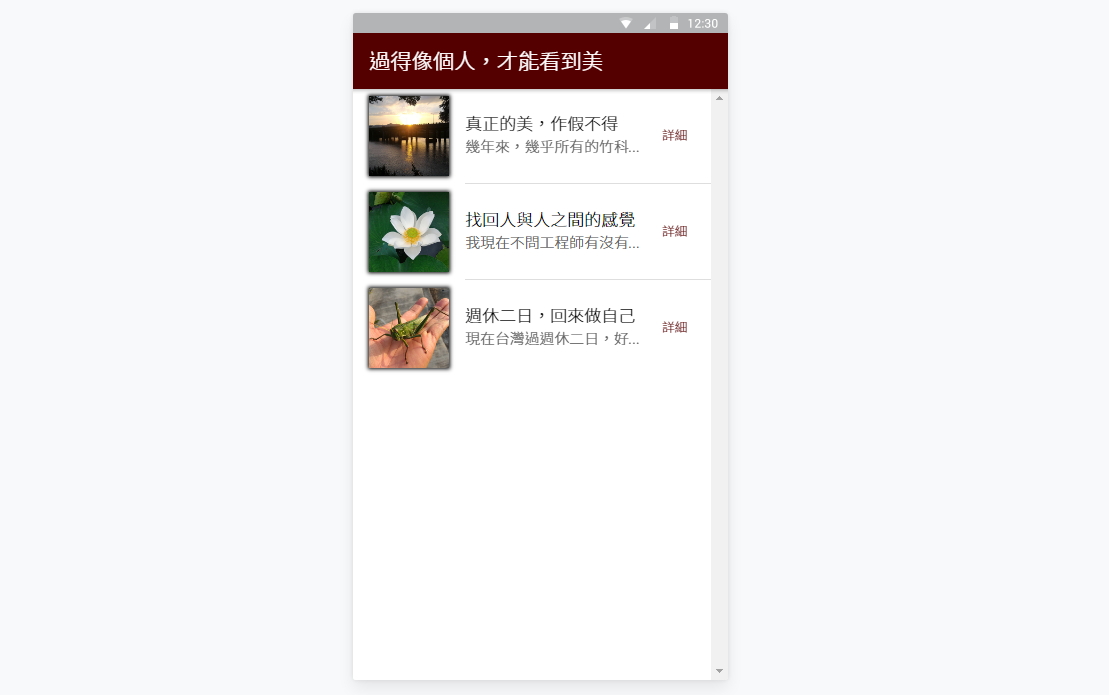 12:30
過得像個人，才能看到美
真正的美，作假不得
幾年來，幾乎所有的竹科...
詳細
找回人與人之間的感覺
我現在不問工程師有沒有...
詳細
週休二日，回來做自己
現在台灣過週休二日，好...
詳細